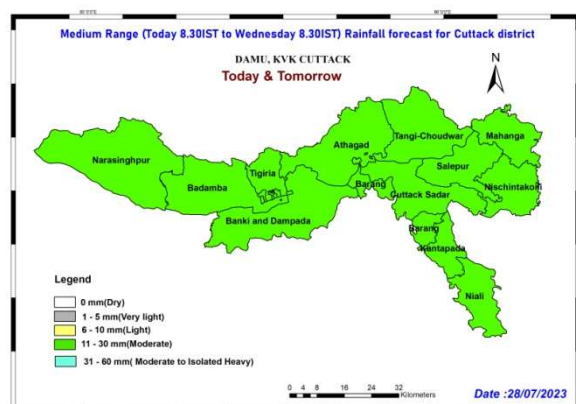 Medium Range (Today 8.30IST to Wednesday 8.30IST) Rainfall forecast for Cuttack district
DAMU, KVK CUTTACK
Today & Tomorrow
N
Narasinghpur
Badamba
Tigiria
Banki and Dampada
Athagad
Tangi-Choudwar
Mahanga
Salepur
Barang
Cuttack Sadar
Nischintakoili
Barang
Kantapada
Niali
Legend
0 mm(Dry)
1 - 5 mm(Very light)
6 - 10 mm(Light)
11 - 30 mm(Moderate)
31 - 60 mm( Moderate to Isolated Heavy)
0 2 4 8 16 24 32
Kilometers
Date :28/07/2023